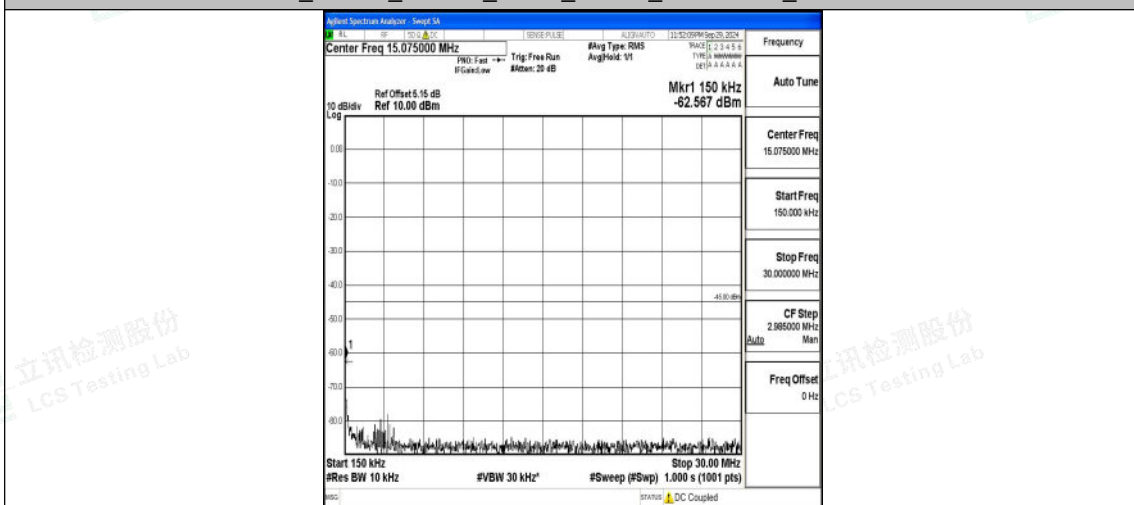 Agilent Spectrum Analyzer - Swept SA
RL RF 50 Ω DC SENSE:PULSE ALIGNAUTO 11:52:09PM Sep 29, 2024
Center Freq 15.075000 MHz
PNO: Fast
IFGain:Low
Trig: Free Run
#Atten: 20 dB
#Avg Type: RMS
Avg|Hold: 1/1
TRACE 1 2 3 4 5 6
TYPE A
DET A A A A A A
Frequency
Auto Tune
Mkr1 150 kHz
-62.567 dBm
Ref Offset 6.15 dB
10 dB/div Ref 10.00 dBm
Log
0.00
-10.0
-20.0
-30.0
-40.0
-50.0
-60.0
-70.0
-80.0
-45.00 dBm
1
Center Freq
15.075000 MHz
Start Freq
150.000 kHz
Stop Freq
30.000000 MHz
CF Step
2.985000 MHz
Auto Man
Freq Offset
0 Hz
Start 150 kHz Stop 30.00 MHz
#Res BW 10 kHz #VBW 30 kHz* #Sweep (#Swp) 1.000 s (1001 pts)
MSG STATUS DC Coupled
立讯检测股份
LCS Testing Lab
立讯检测股份
LCS Testing Lab